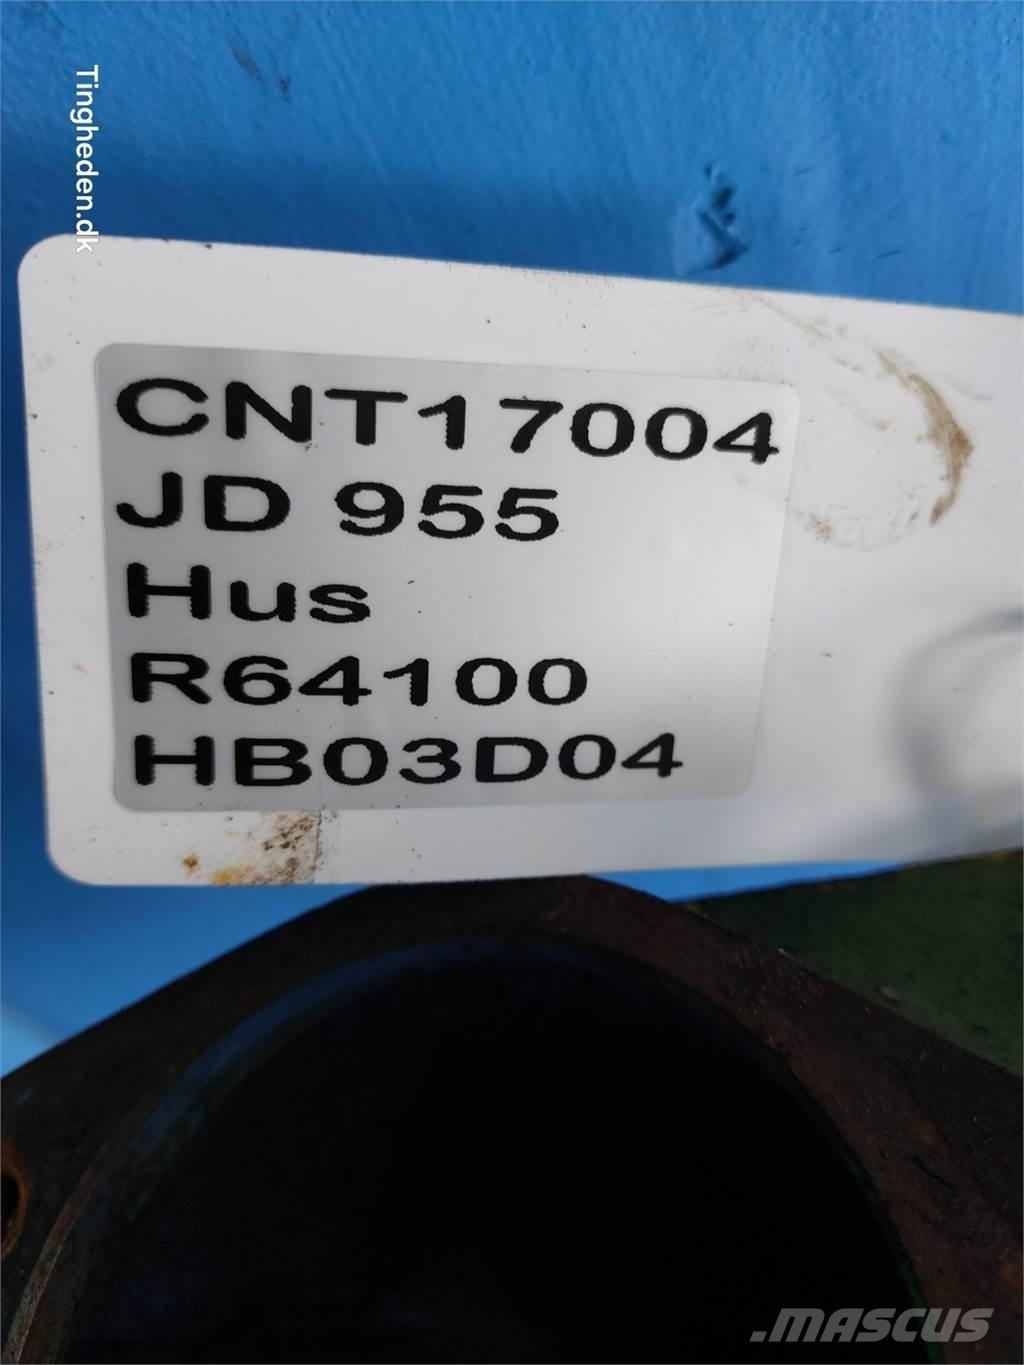 Tingheden.dk
CNT17004
JD 955
Hus
R64100
HB03D04
.MASCUS